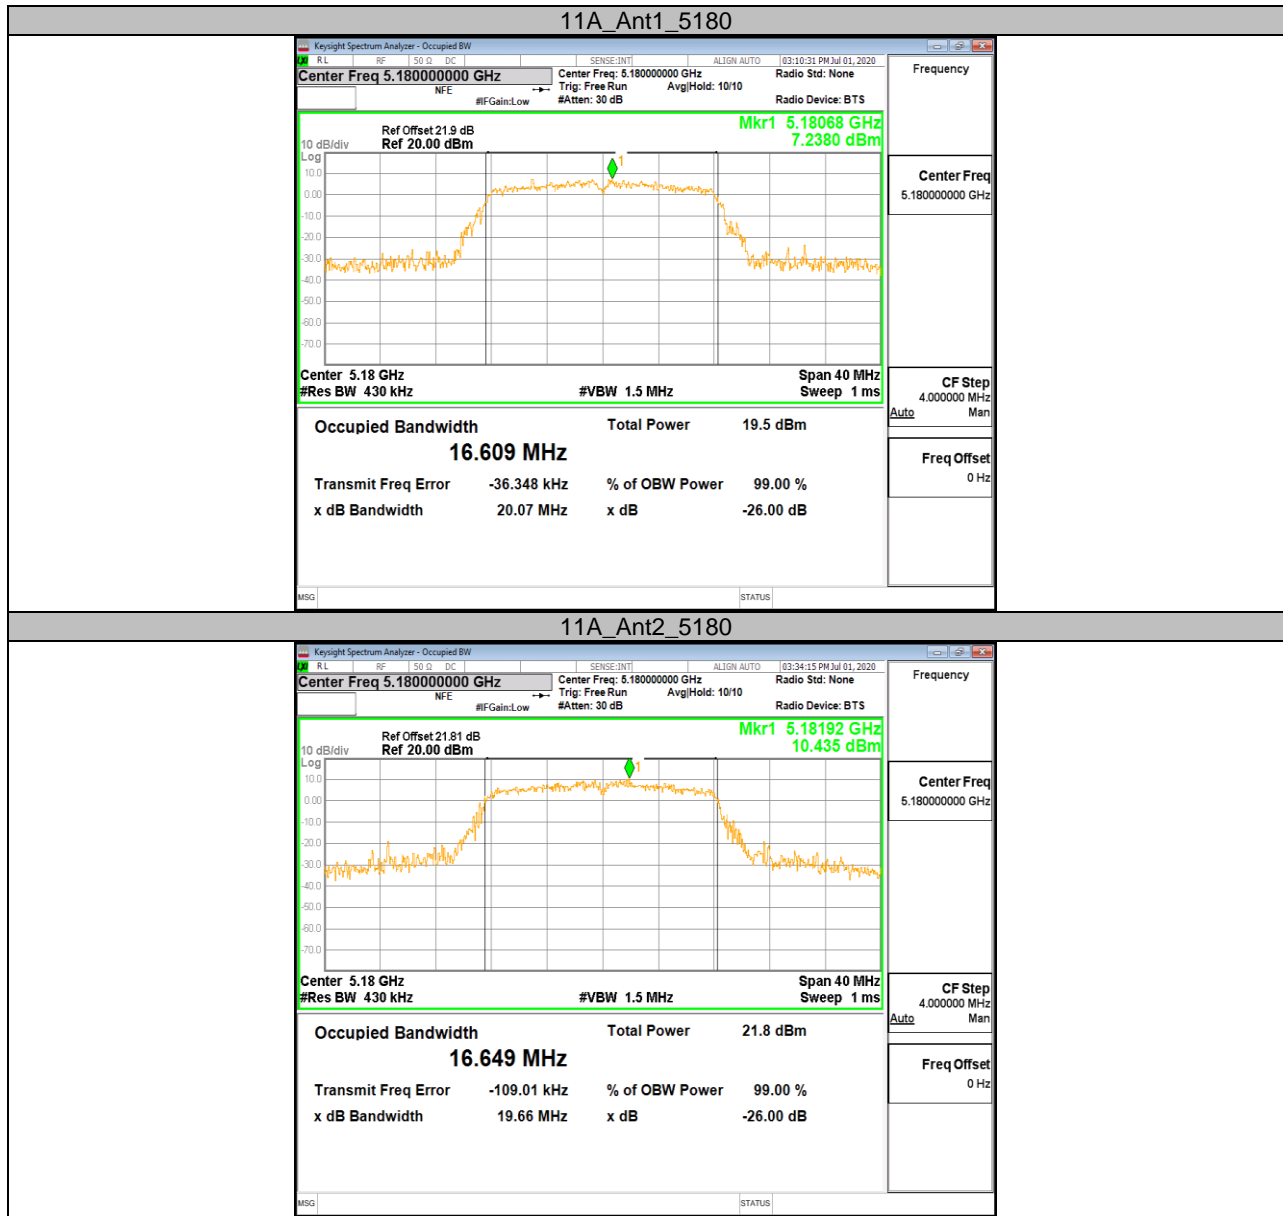 11A_Ant1_5180
Keysight Spectrum Analyzer - Occupied BW
LXI RL RF 50 Ω DC SENSE:INT ALIGN AUTO 03:10:31 PM Jul 01, 2020
Center Freq 5.180000000 GHz Center Freq: 5.180000000 GHz Radio Std: None Frequency
NFE Trig: Free Run Avg|Hold: 10/10
#IFGain:Low #Atten: 30 dB Radio Device: BTS
Mkr1 5.18068 GHz
Ref Offset 21.9 dB
10 dB/div Ref 20.00 dBm 7.2380 dBm
Log
1
10.0
0.00
-10.0
-20.0
-30.0
-40.0
-50.0
-60.0
-70.0
Center Freq
5.180000000 GHz
Center 5.18 GHz Span 40 MHz
#Res BW 430 kHz #VBW 1.5 MHz Sweep 1 ms
CF Step
4.000000 MHz
Auto Man
Occupied Bandwidth Total Power 19.5 dBm
16.609 MHz
Freq Offset
0 Hz
Transmit Freq Error -36.348 kHz % of OBW Power 99.00 %
x dB Bandwidth 20.07 MHz x dB -26.00 dB
MSG STATUS
11A_Ant2_5180
Keysight Spectrum Analyzer - Occupied BW
LXI RL RF 50 Ω DC SENSE:INT ALIGN AUTO 03:34:15 PM Jul 01, 2020
Center Freq 5.180000000 GHz Center Freq: 5.180000000 GHz Radio Std: None Frequency
NFE Trig: Free Run Avg|Hold: 10/10
#IFGain:Low #Atten: 30 dB Radio Device: BTS
Mkr1 5.18192 GHz
Ref Offset 21.81 dB
10 dB/div Ref 20.00 dBm 10.435 dBm
Log
1
10.0
0.00
-10.0
-20.0
-30.0
-40.0
-50.0
-60.0
-70.0
Center Freq
5.180000000 GHz
Center 5.18 GHz Span 40 MHz
#Res BW 430 kHz #VBW 1.5 MHz Sweep 1 ms
CF Step
4.000000 MHz
Auto Man
Occupied Bandwidth Total Power 21.8 dBm
16.649 MHz
Freq Offset
0 Hz
Transmit Freq Error -109.01 kHz % of OBW Power 99.00 %
x dB Bandwidth 19.66 MHz x dB -26.00 dB
MSG STATUS